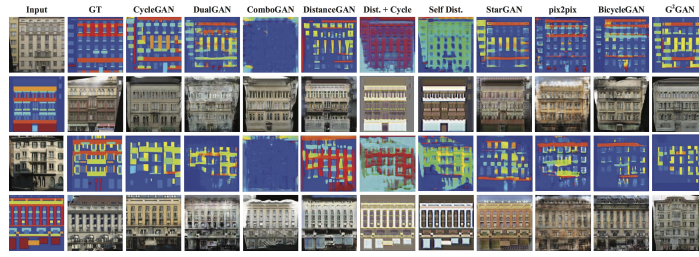 Input GT CycleGAN DualGAN ComboGAN DistanceGAN Dist. + Cycle Self Dist. StarGAN pix2pix BicycleGAN G²GAN